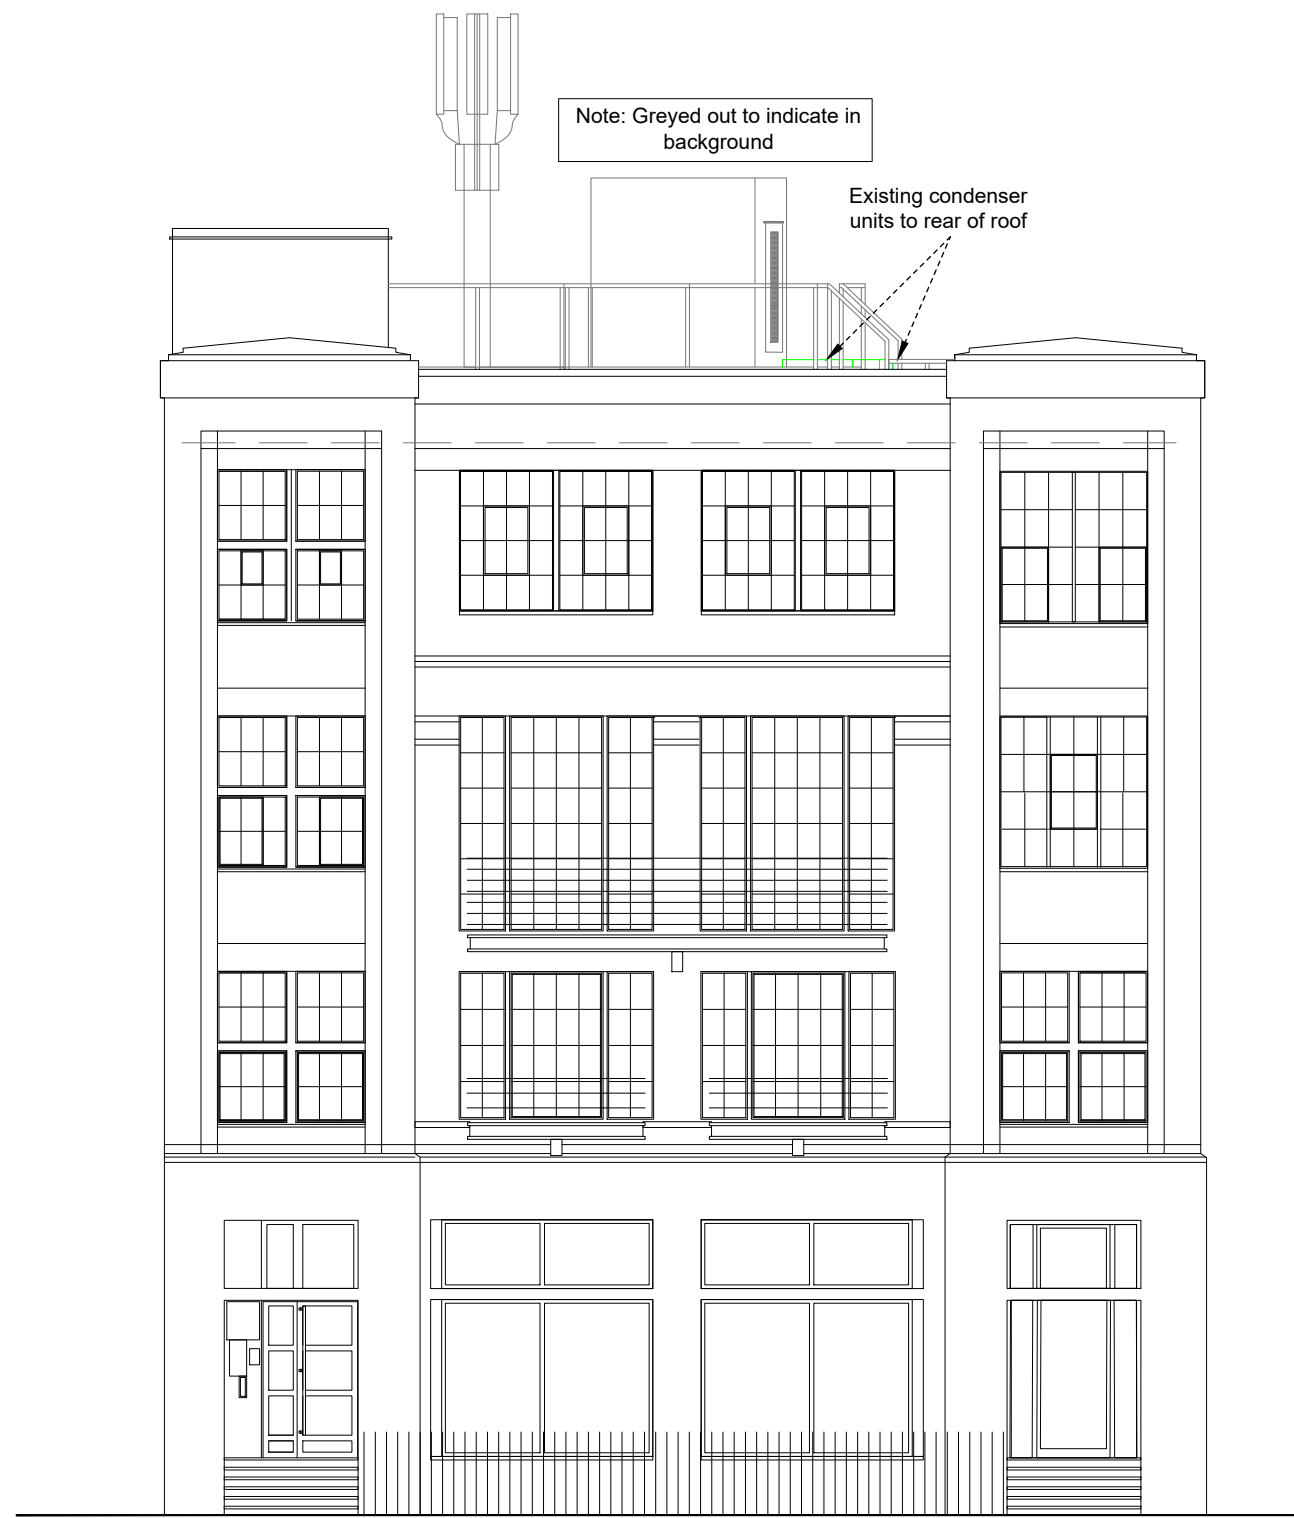 Note: Greyed out to indicate in
background
Existing condenser
units to rear of roof